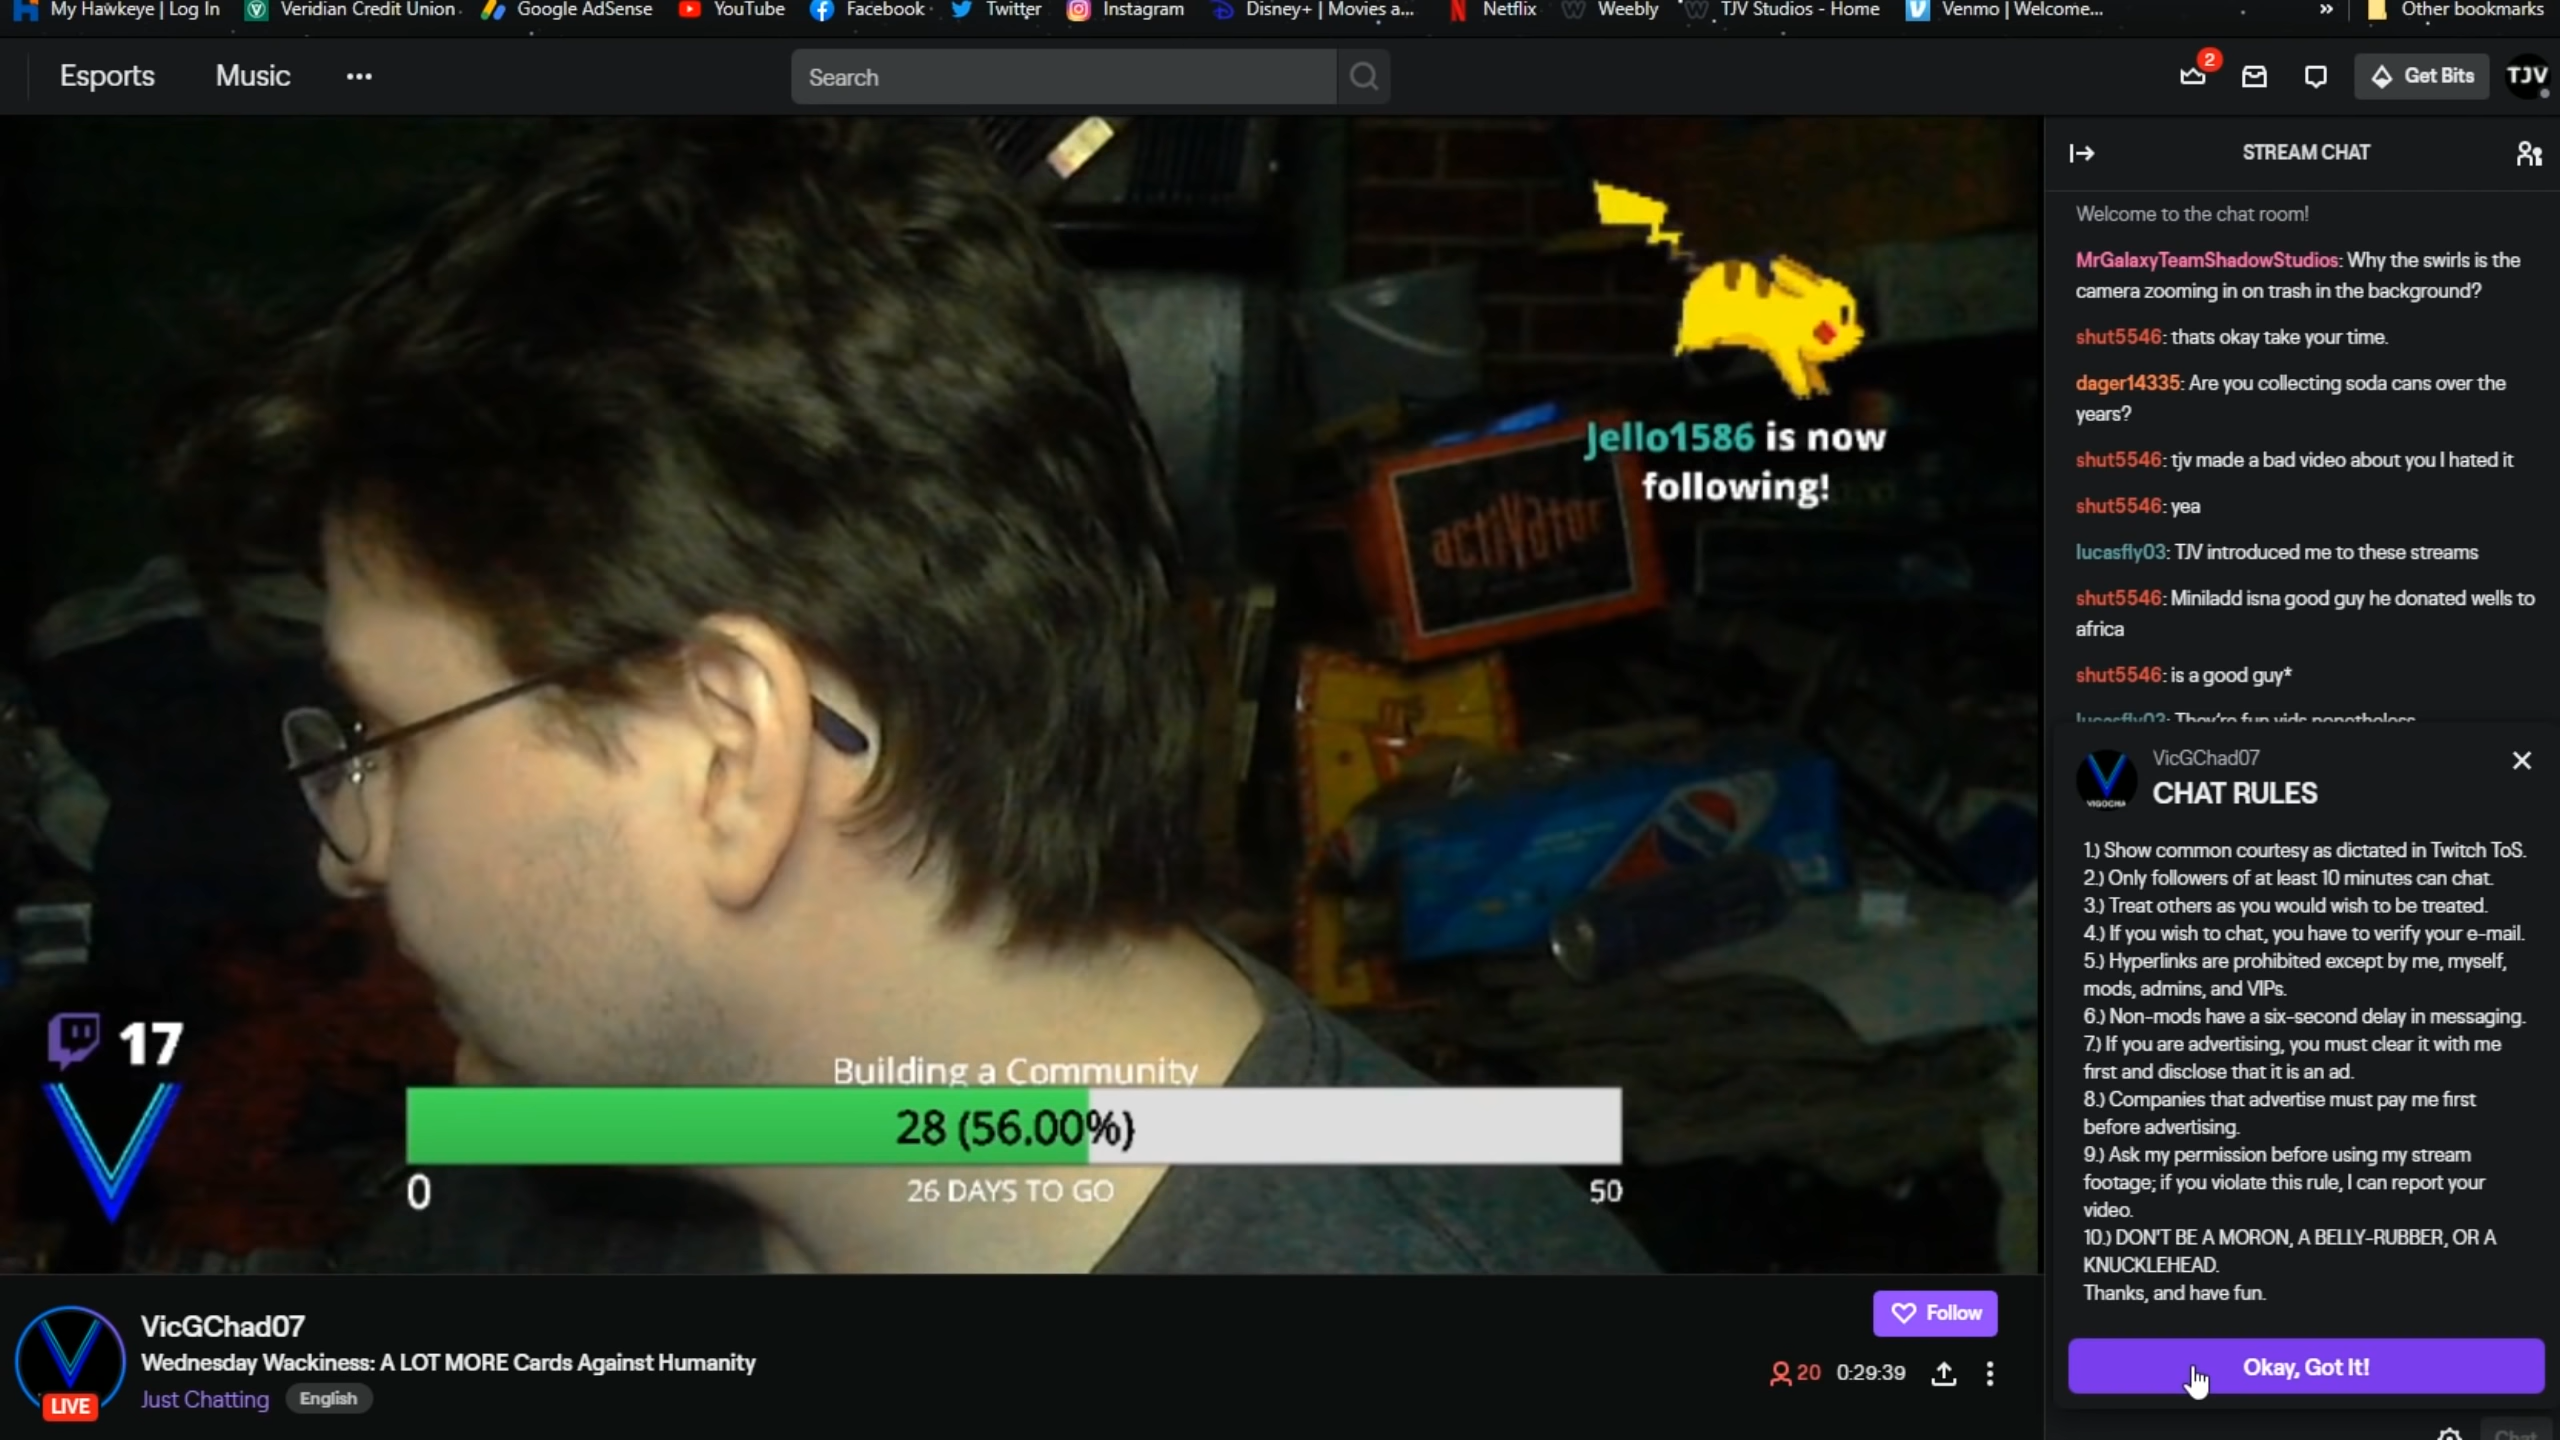 My Hawkeye | Log In Veridian Credit Union Google AdSense YouTube Facebook Twitter Instagram Disney+ | Movies a... Netflix Weebly TJV Studios - Home Venmo | Welcome... » Other bookmarks
Esports Music ••• Search 2 Get Bits TJV
STREAM CHAT
Welcome to the chat room!
MrGalaxyTeamShadowStudios: Why the swirls is the
camera zooming in on trash in the background?
shut5546: thats okay take your time.
dager14335: Are you collecting soda cans over the
years?
shut5546: tjv made a bad video about you I hated it
shut5546: yea
lucasfly03: TJV introduced me to these streams
shut5546: Miniladd isna good guy he donated wells to
africa
shut5546: is a good guy*
lucasfly03: They're fun vids nonetheless
Jello1586 is now
following!
actiVator
17
Building a Community
28 (56.00%)
0 26 DAYS TO GO 50
VicGChad07
CHAT RULES
VIGOCHA
1.) Show common courtesy as dictated in Twitch ToS.
2.) Only followers of at least 10 minutes can chat.
3.) Treat others as you would wish to be treated.
4.) If you wish to chat, you have to verify your e-mail.
5.) Hyperlinks are prohibited except by me, myself,
mods, admins, and VIPs.
6.) Non-mods have a six-second delay in messaging.
7.) If you are advertising, you must clear it with me
first and disclose that it is an ad.
8.) Companies that advertise must pay me first
before advertising.
9.) Ask my permission before using my stream
footage; if you violate this rule, I can report your
video.
10.) DON'T BE A MORON, A BELLY-RUBBER, OR A
KNUCKLEHEAD.
Thanks, and have fun.
Okay, Got It!
Chat
VicGChad07
Wednesday Wackiness: A LOT MORE Cards Against Humanity
Just Chatting English
LIVE
Follow
20 0:29:39